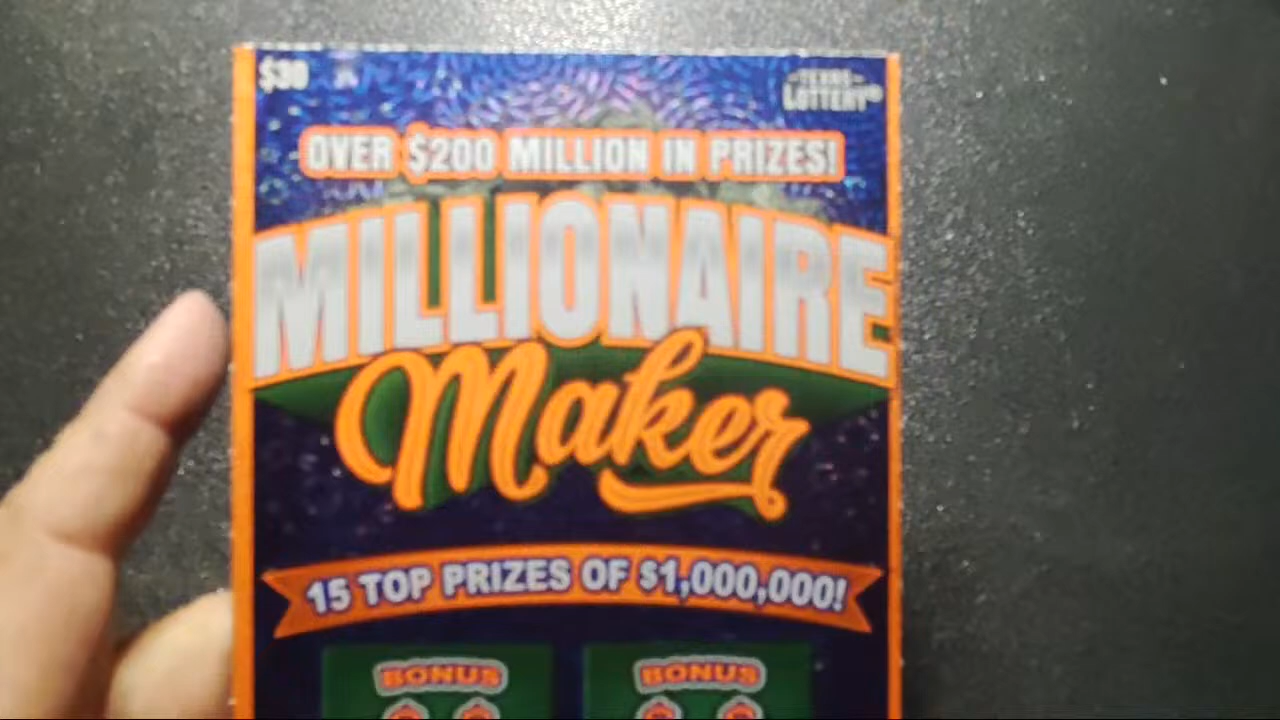 $30
TEXAS
LOTTERY®
OVER $200 MILLION IN PRIZES!
MILLIONAIRE
Maker
15 TOP PRIZES OF $1,000,000!
BONUS BONUS